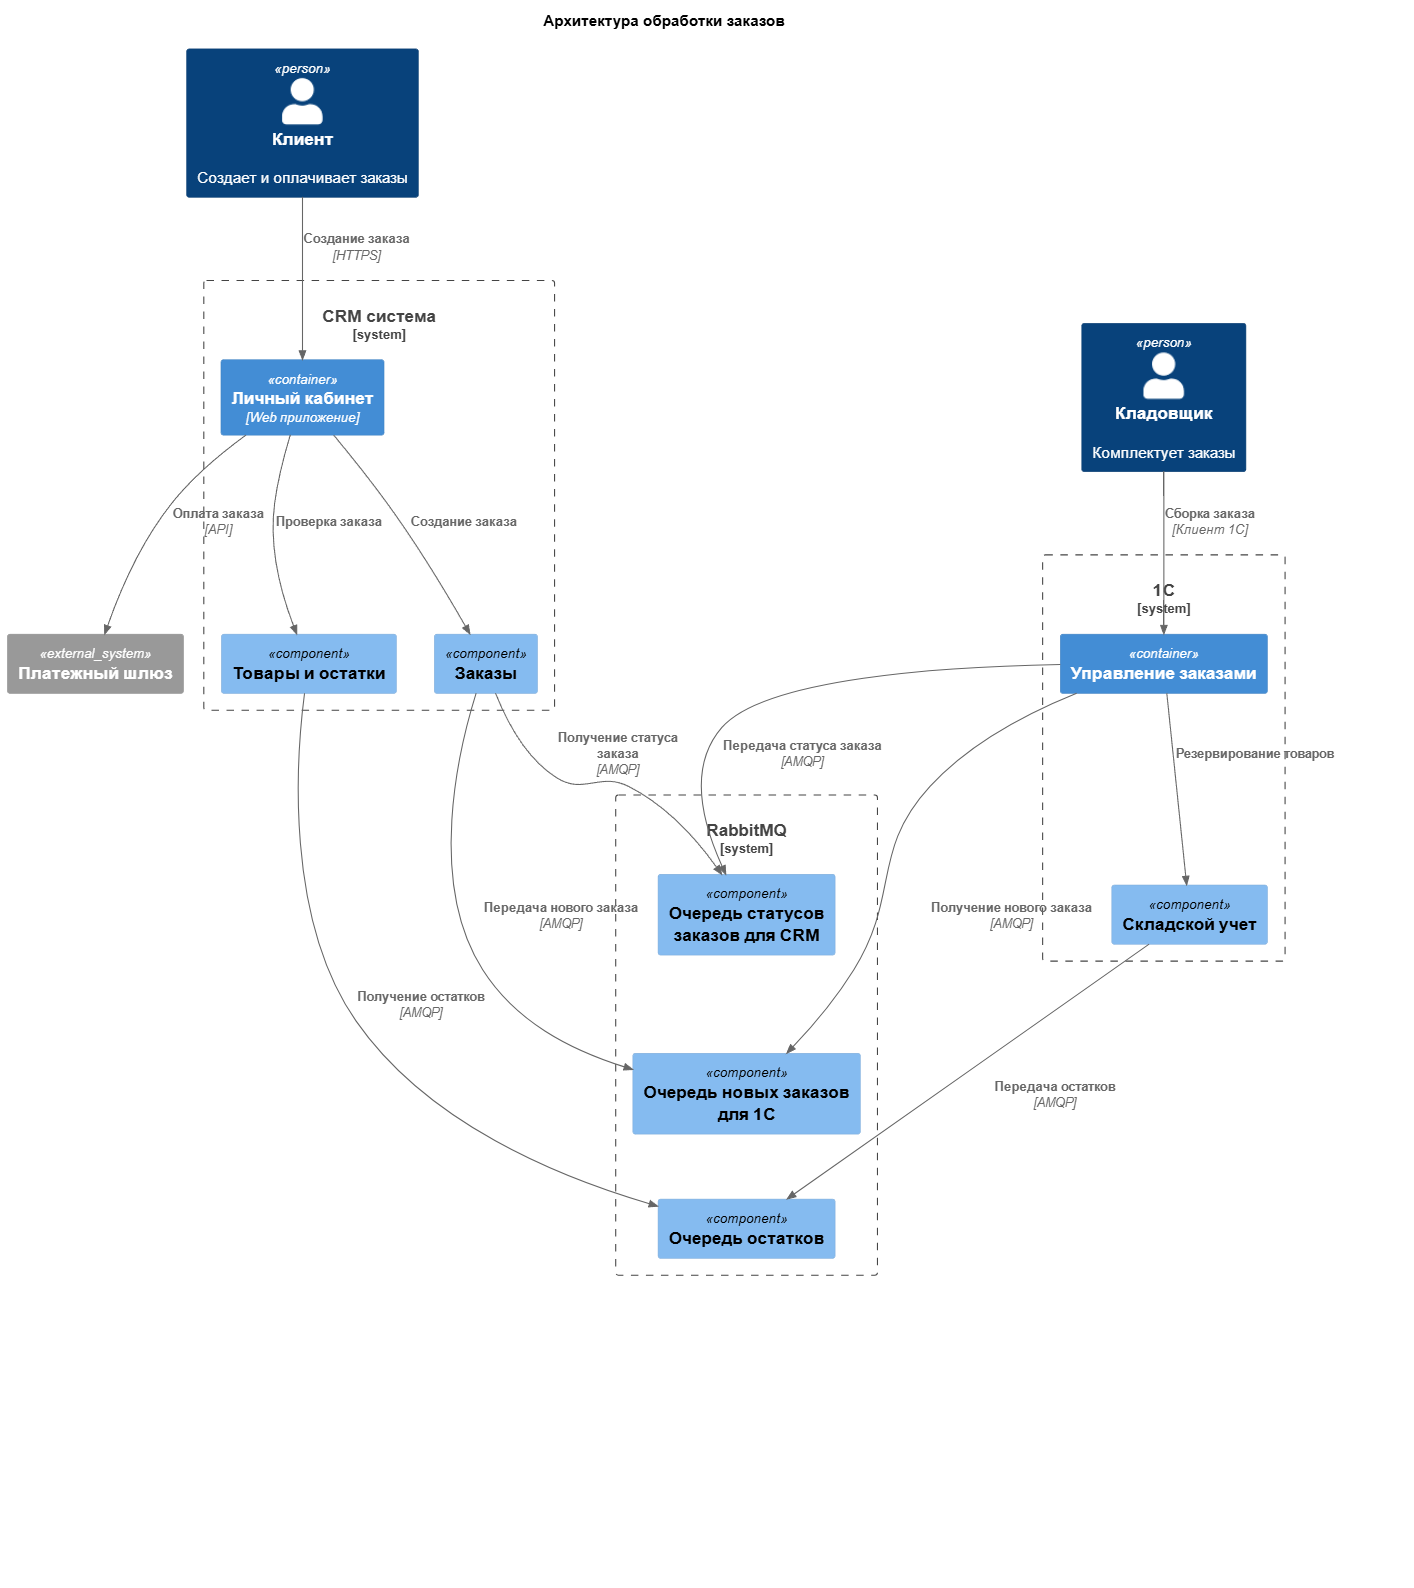 Архитектура обработки заказов
«person»
Клиент
Создает и оплачивает заказы
Создание заказа
[HTTPS]
CRM система
[system]
«container»
Личный кабинет
[Web приложение]
«person»
Кладовщик
Комплектует заказы
Оплата заказа
[API]
Проверка заказа
Создание заказа
Сборка заказа
[Клиент 1С]
1С
[system]
«external_system»
Платежный шлюз
«component»
Товары и остатки
«component»
Заказы
«container»
Управление заказами
Получение статуса
заказа
[AMQP]
Передача статуса заказа
[AMQP]
Резервирование товаров
RabbitMQ
[system]
«component»
Очередь статусов
заказов для CRM
Передача нового заказа
[AMQP]
Получение нового заказа
[AMQP]
«component»
Складской учет
Получение остатков
[AMQP]
«component»
Очередь новых заказов
для 1С
Передача остатков
[AMQP]
«component»
Очередь остатков